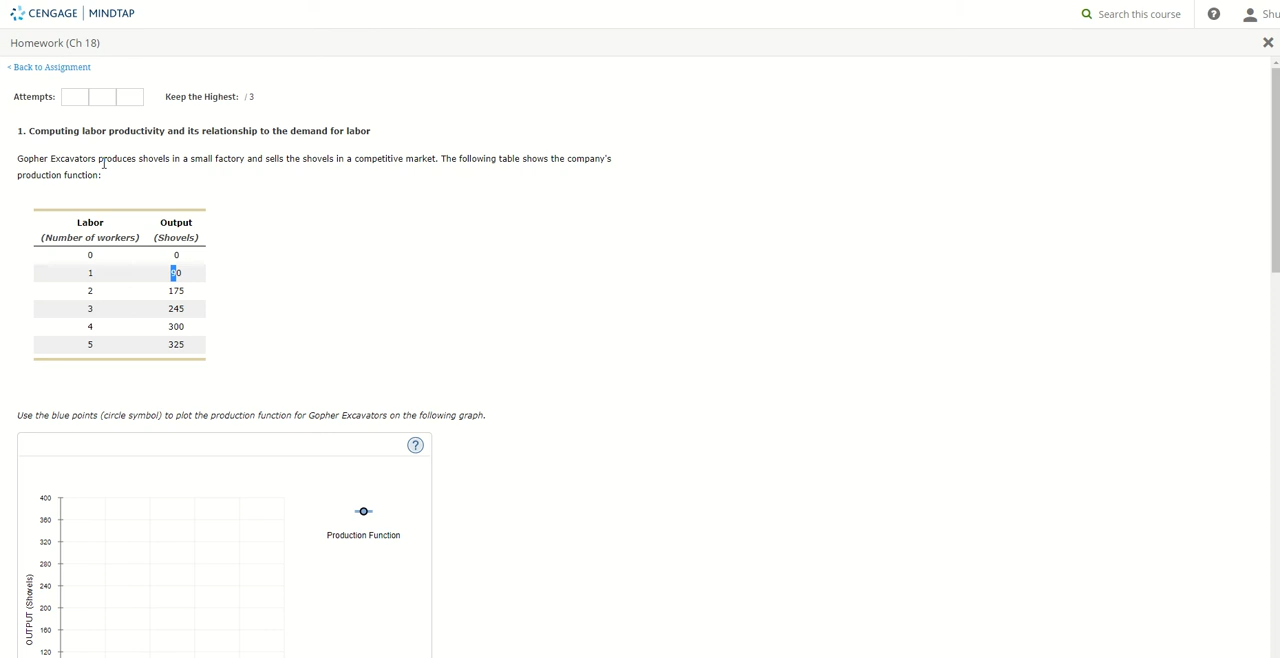 CENGAGE | MINDTAP
Search this course
Shu
Homework (Ch 18)
< Back to Assignment
Attempts:
Keep the Highest: / 3
1. Computing labor productivity and its relationship to the demand for labor
Gopher Excavators produces shovels in a small factory and sells the shovels in a competitive market. The following table shows the company's
production function:
Labor Output
(Number of workers) (Shovels)
0 0
1 90
2 175
3 245
4 300
5 325
Use the blue points (circle symbol) to plot the production function for Gopher Excavators on the following graph.
?
400
360
320
280
240
200
160
120
OUTPUT (Shovels)
Production Function